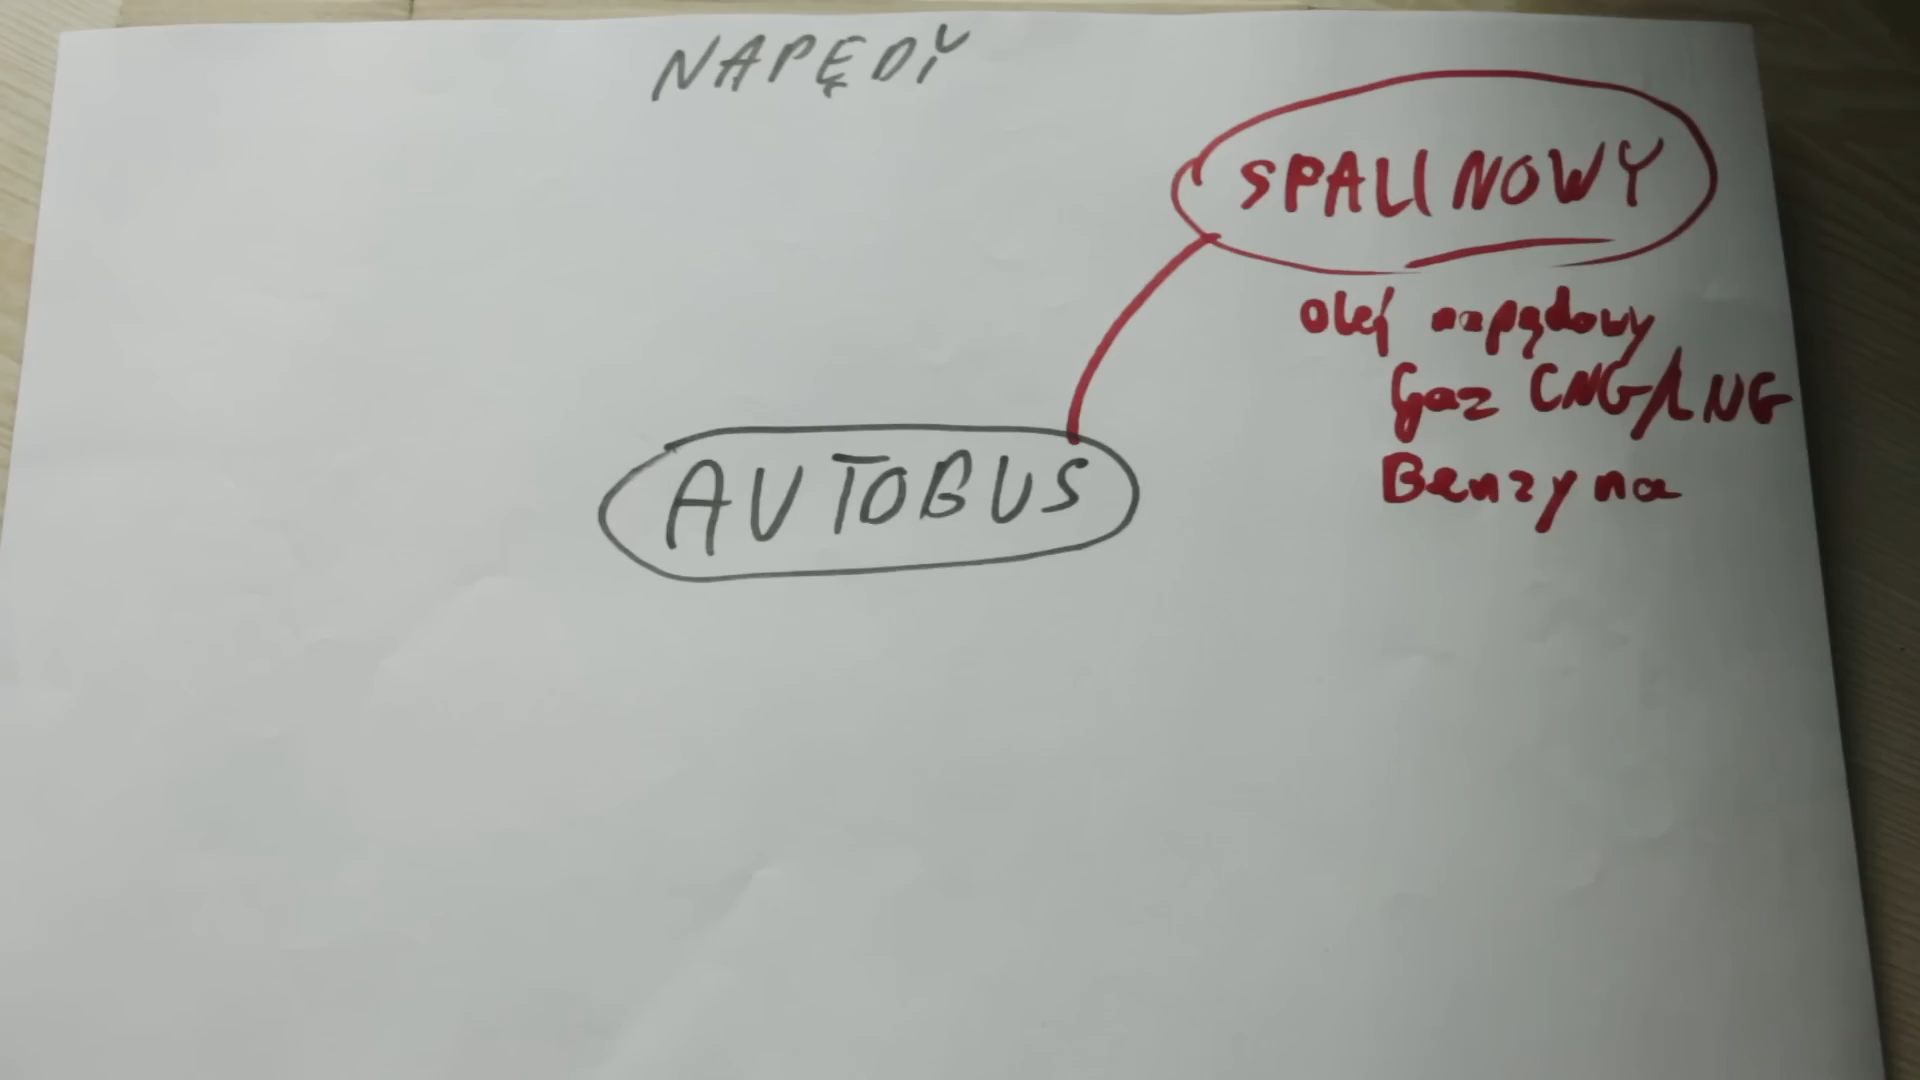 NAPĘDY
SPALINOWY
Olej napędowy
Gaz CNG/LNG
Benzyna
AUTOBUS